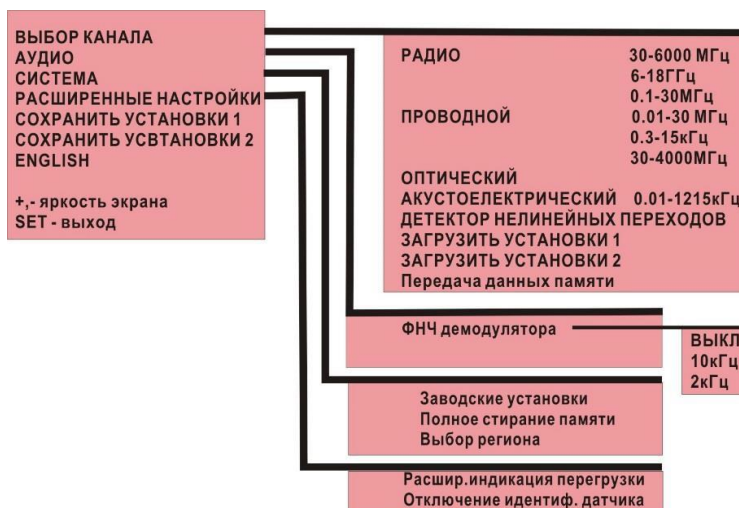 ВЫБОР КАНАЛА
АУДИО
СИСТЕМА
РАСШИРЕННЫЕ НАСТРОЙКИ
СОХРАНИТЬ УСТАНОВКИ 1
СОХРАНИТЬ УСВТАНОВКИ 2
ENGLISH
+,- яркость экрана
SET - выход
РАДИО 30-6000 МГц
6-18ГГц
0.1-30МГц
ПРОВОДНОЙ 0.01-30 МГц
0.3-15кГц
30-4000МГц
ОПТИЧЕСКИЙ
АКУСТОЕЛЕКТРИЧЕСКИЙ 0.01-1215кГц
ДЕТЕКТОР НЕЛИНЕЙНЫХ ПЕРЕХОДОВ
ЗАГРУЗИТЬ УСТАНОВКИ 1
ЗАГРУЗИТЬ УСТАНОВКИ 2
Передача данных памяти
ФНЧ демодулятора
ВЫКЛ
10кГц
2кГц
Заводские установки
Полное стирание памяти
Выбор региона
Расшир.индикация перегрузки
Отключение идентиф. датчика